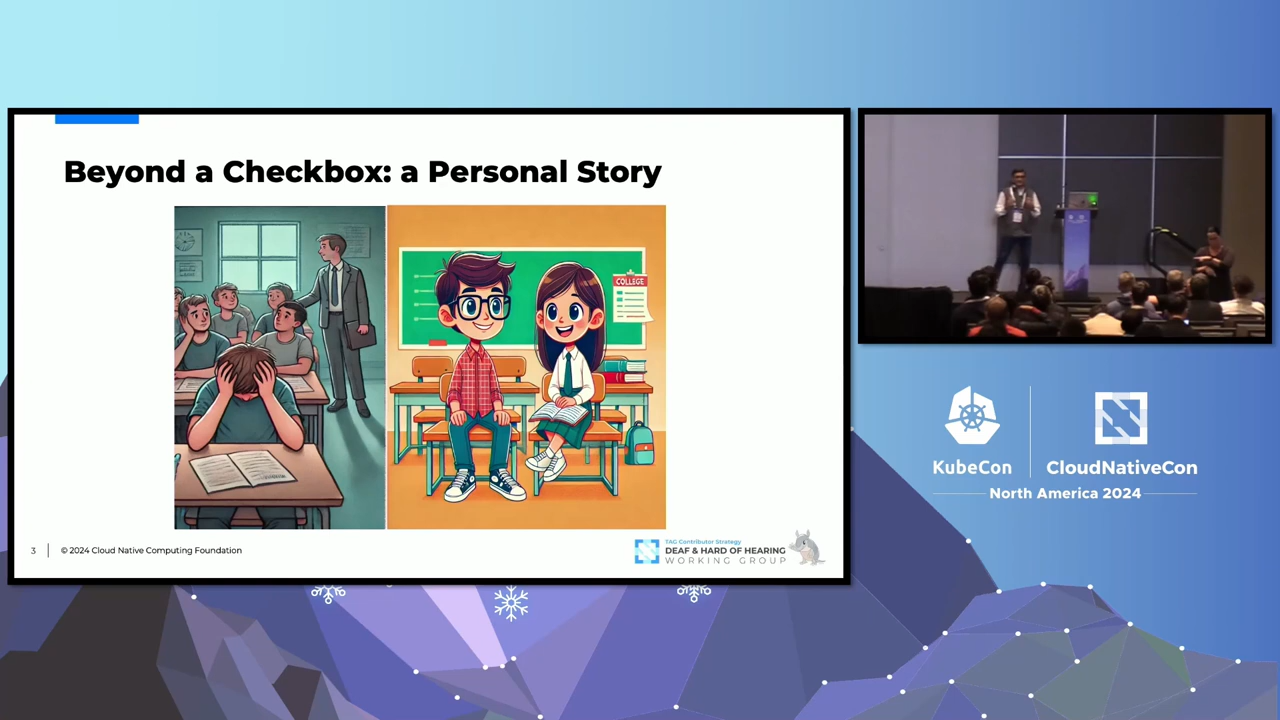 Beyond a Checkbox: a Personal Story
COLLEGE
3
© 2024 Cloud Native Computing Foundation
TAG Contributor Strategy
DEAF & HARD OF HEARING
WORKING GROUP
KubeCon
CloudNativeCon
North America 2024